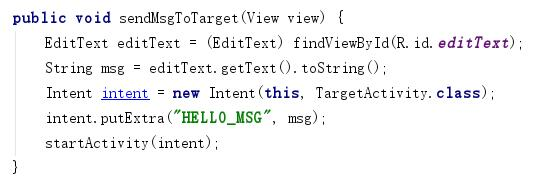 public void sendMsgToTarget(View view) {
    EditText editText = (EditText) findViewById(R.id.editText);
    String msg = editText.getText().toString();
    Intent intent = new Intent(this, TargetActivity.class);
    intent.putExtra("HELLO_MSG", msg);
    startActivity(intent);
}